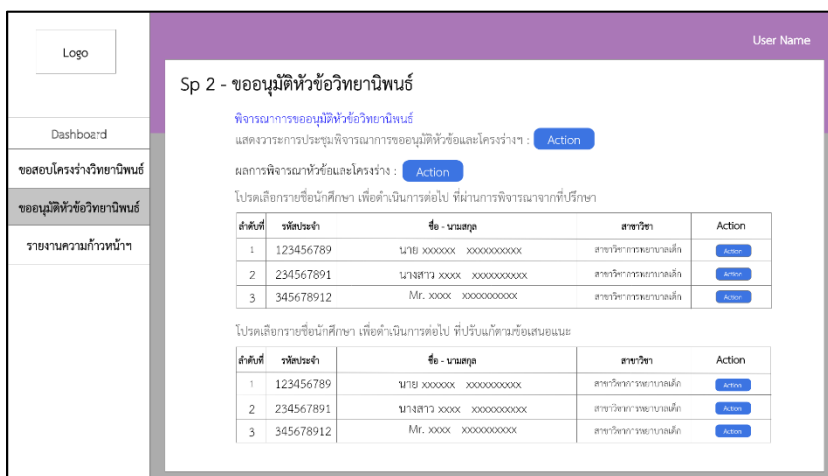 User Name
Logo
Sp 2 - ขออนุมัติหัวข้อวิทยานิพนธ์
Dashboard
ขอสอบโครงร่างวิทยานิพนธ์
ขออนุมัติหัวข้อวิทยานิพนธ์
รายงานความก้าวหน้าฯ
พิจารณาการขออนุมัติหัวข้อวิทยานิพนธ์
แสดงวาระการประชุมพิจารณาการขออนุมัติหัวข้อและโครงร่างฯ : Action
ผลการพิจารณาหัวข้อและโครงร่าง : Action
โปรดเลือกรายชื่อนักศึกษา เพื่อดำเนินการต่อไป ที่ผ่านการพิจารณาจากที่ปรึกษา
ลำดับที่ รหัสประจำ ชื่อ - นามสกุล สาขาวิชา Action
1 123456789 นาย xxxxxx xxxxxxxxxx สาขาวิชาการพยาบาลเด็ก Action
2 234567891 นางสาว xxxx xxxxxxxxxx สาขาวิชาการพยาบาลเด็ก Action
3 345678912 Mr. xxxx xxxxxxxxxx สาขาวิชาการพยาบาลเด็ก Action
โปรดเลือกรายชื่อนักศึกษา เพื่อดำเนินการต่อไป ที่ปรับแก้ตามข้อเสนอแนะ
ลำดับที่ รหัสประจำ ชื่อ - นามสกุล สาขาวิชา Action
1 123456789 นาย xxxxxx xxxxxxxxxx สาขาวิชาการพยาบาลเด็ก Action
2 234567891 นางสาว xxxx xxxxxxxxxx สาขาวิชาการพยาบาลเด็ก Action
3 345678912 Mr. xxxx xxxxxxxxxx สาขาวิชาการพยาบาลเด็ก Action